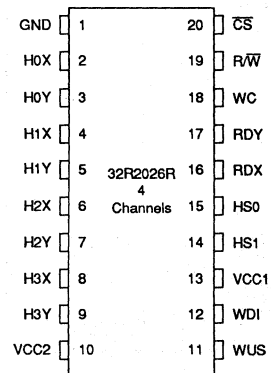 GND 1 20 C̅S̅
H0X 2 19 R/W̅
H0Y 3 18 WC
H1X 4 17 RDY
H1Y 5 16 RDX
32R2026R
4
Channels
H2X 6 15 HS0
H2Y 7 14 HS1
H3X 8 13 VCC1
H3Y 9 12 WDI
VCC2 10 11 WUS